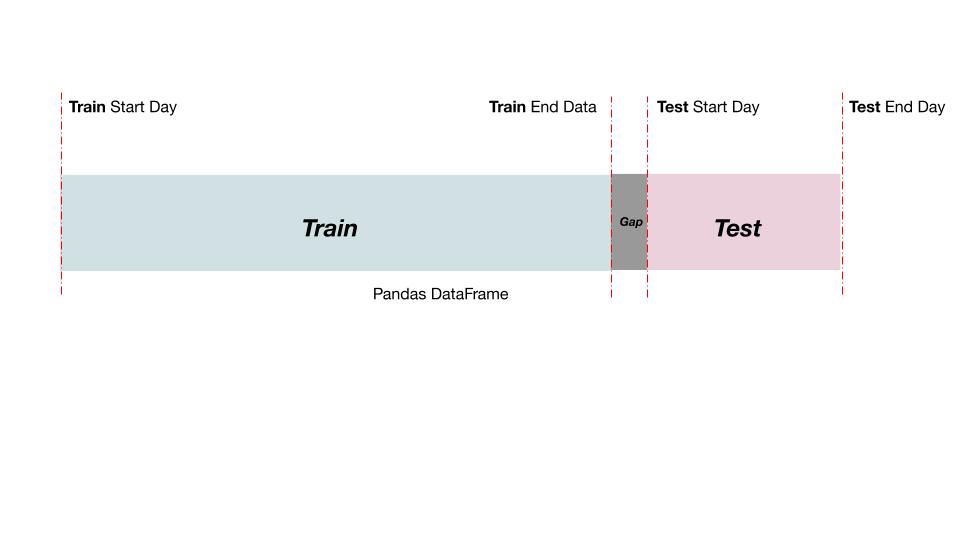 Train Start Day
Train End Data
Test Start Day
Test End Day
Train
Gap
Test
Pandas DataFrame